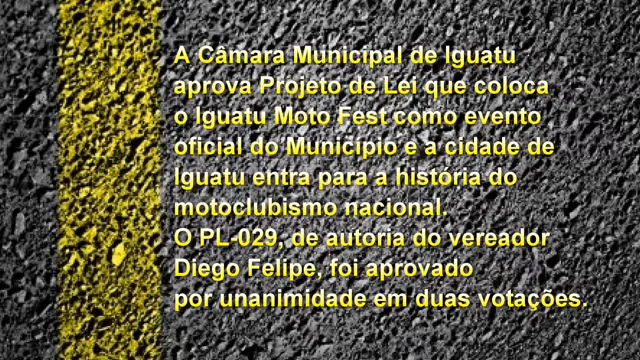 A Câmara Municipal de Iguatu
aprova Projeto de Lei que coloca
o Iguatu Moto Fest como evento
oficial do Município e a cidade de
Iguatu entra para a história do
motoclubismo nacional.
O PL-029, de autoria do vereador
Diego Felipe, foi aprovado
por unanimidade em duas votações.